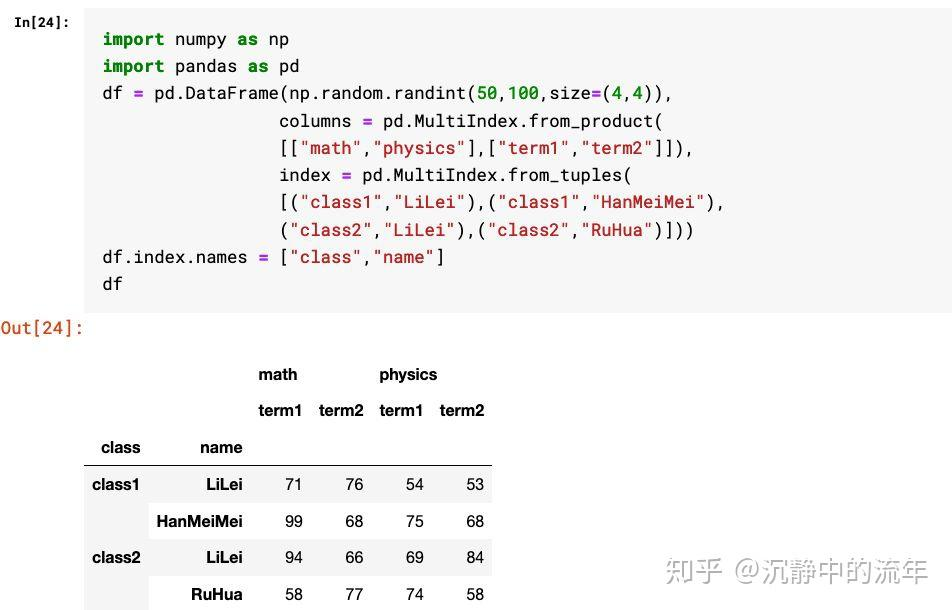 In[24]:
import numpy as np
import pandas as pd
df = pd.DataFrame(np.random.randint(50,100,size=(4,4)),
columns = pd.MultiIndex.from_product(
[["math","physics"],["term1","term2"]]),
index = pd.MultiIndex.from_tuples(
[("class1","LiLei"),("class1","HanMeiMei"),
("class2","LiLei"),("class2","RuHua")]))
df.index.names = ["class","name"]
df
Out[24]:
math physics
term1 term2 term1 term2
class name
class1 LiLei 71 76 54 53
HanMeiMei 99 68 75 68
class2 LiLei 94 66 69 84
RuHua 58 77 74 58
知乎 @沉静中的流年